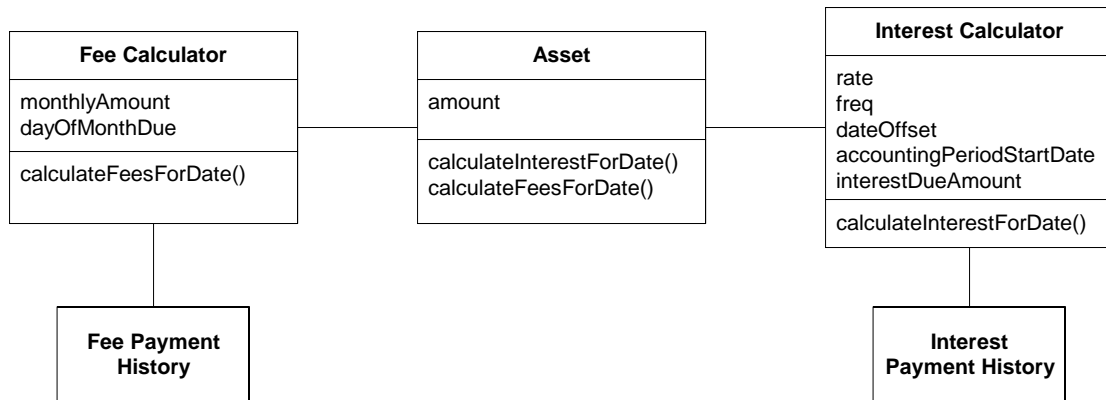 Fee Calculator
monthlyAmount
dayOfMonthDue
calculateFeesForDate()
Fee Payment
History
Asset
amount
calculateInterestForDate()
calculateFeesForDate()
Interest Calculator
rate
freq
dateOffset
accountingPeriodStartDate
interestDueAmount
calculateInterestForDate()
Interest
Payment History